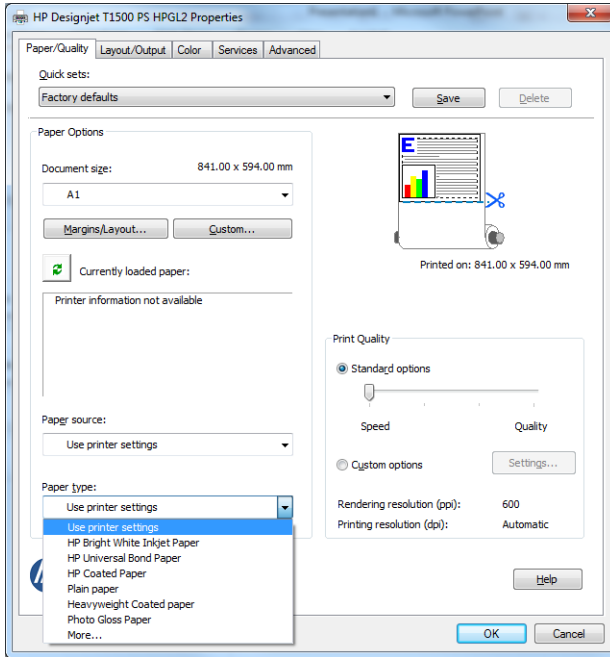 HP Designjet T1500 PS HPGL2 Properties
Paper/Quality Layout/Output Color Services Advanced
Quick sets:
Factory defaults
Save
Delete
Paper Options
Document size:
841.00 x 594.00 mm
A1
Margins/Layout...
Custom...
Currently loaded paper:
Printer information not available
Paper source:
Use printer settings
Paper type:
Use printer settings
Use printer settings
HP Bright White Inkjet Paper
HP Universal Bond Paper
HP Coated Paper
Plain paper
Heavyweight Coated paper
Photo Gloss Paper
More...
E
Printed on: 841.00 x 594.00 mm
Print Quality
Standard options
Speed
Quality
Custom options
Settings...
Rendering resolution (ppi): 600
Printing resolution (dpi): Automatic
Help
OK
Cancel